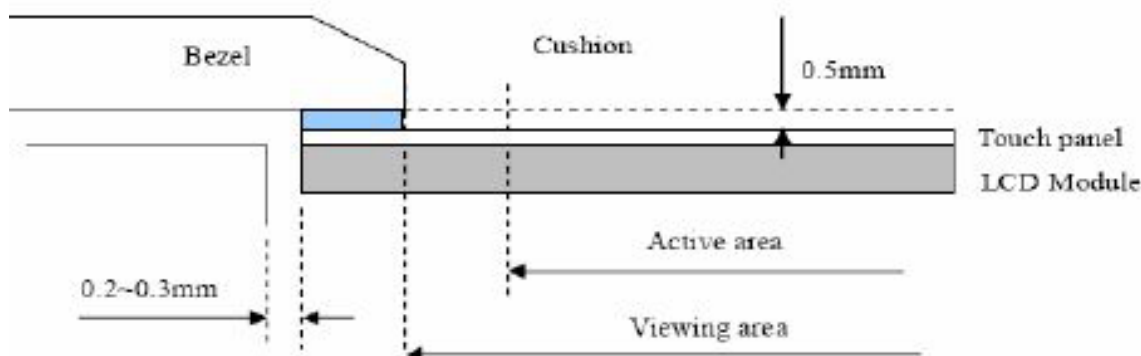 Cushion
Bezel
0.5mm
Touch panel
LCD Module
Active area
0.2~0.3mm
Viewing area